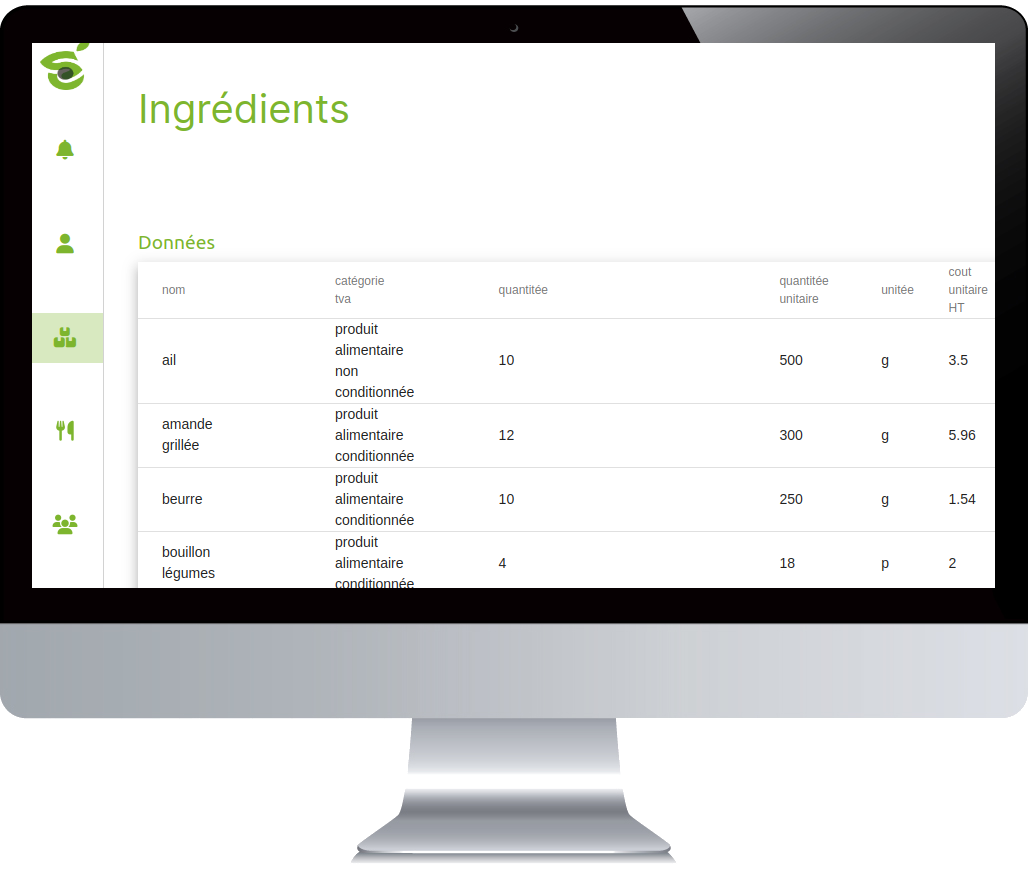 Ingrédients
Données
nom
catégorie
tva
quantitée
quantitée
unitaire
unitée
cout
unitaire
HT
ail
produit
alimentaire
non
conditionnée
10
500
g
3.5
amande
grillée
produit
alimentaire
conditionnée
12
300
g
5.96
beurre
produit
alimentaire
conditionnée
10
250
g
1.54
bouillon
légumes
produit
alimentaire
conditionnée
4
18
p
2